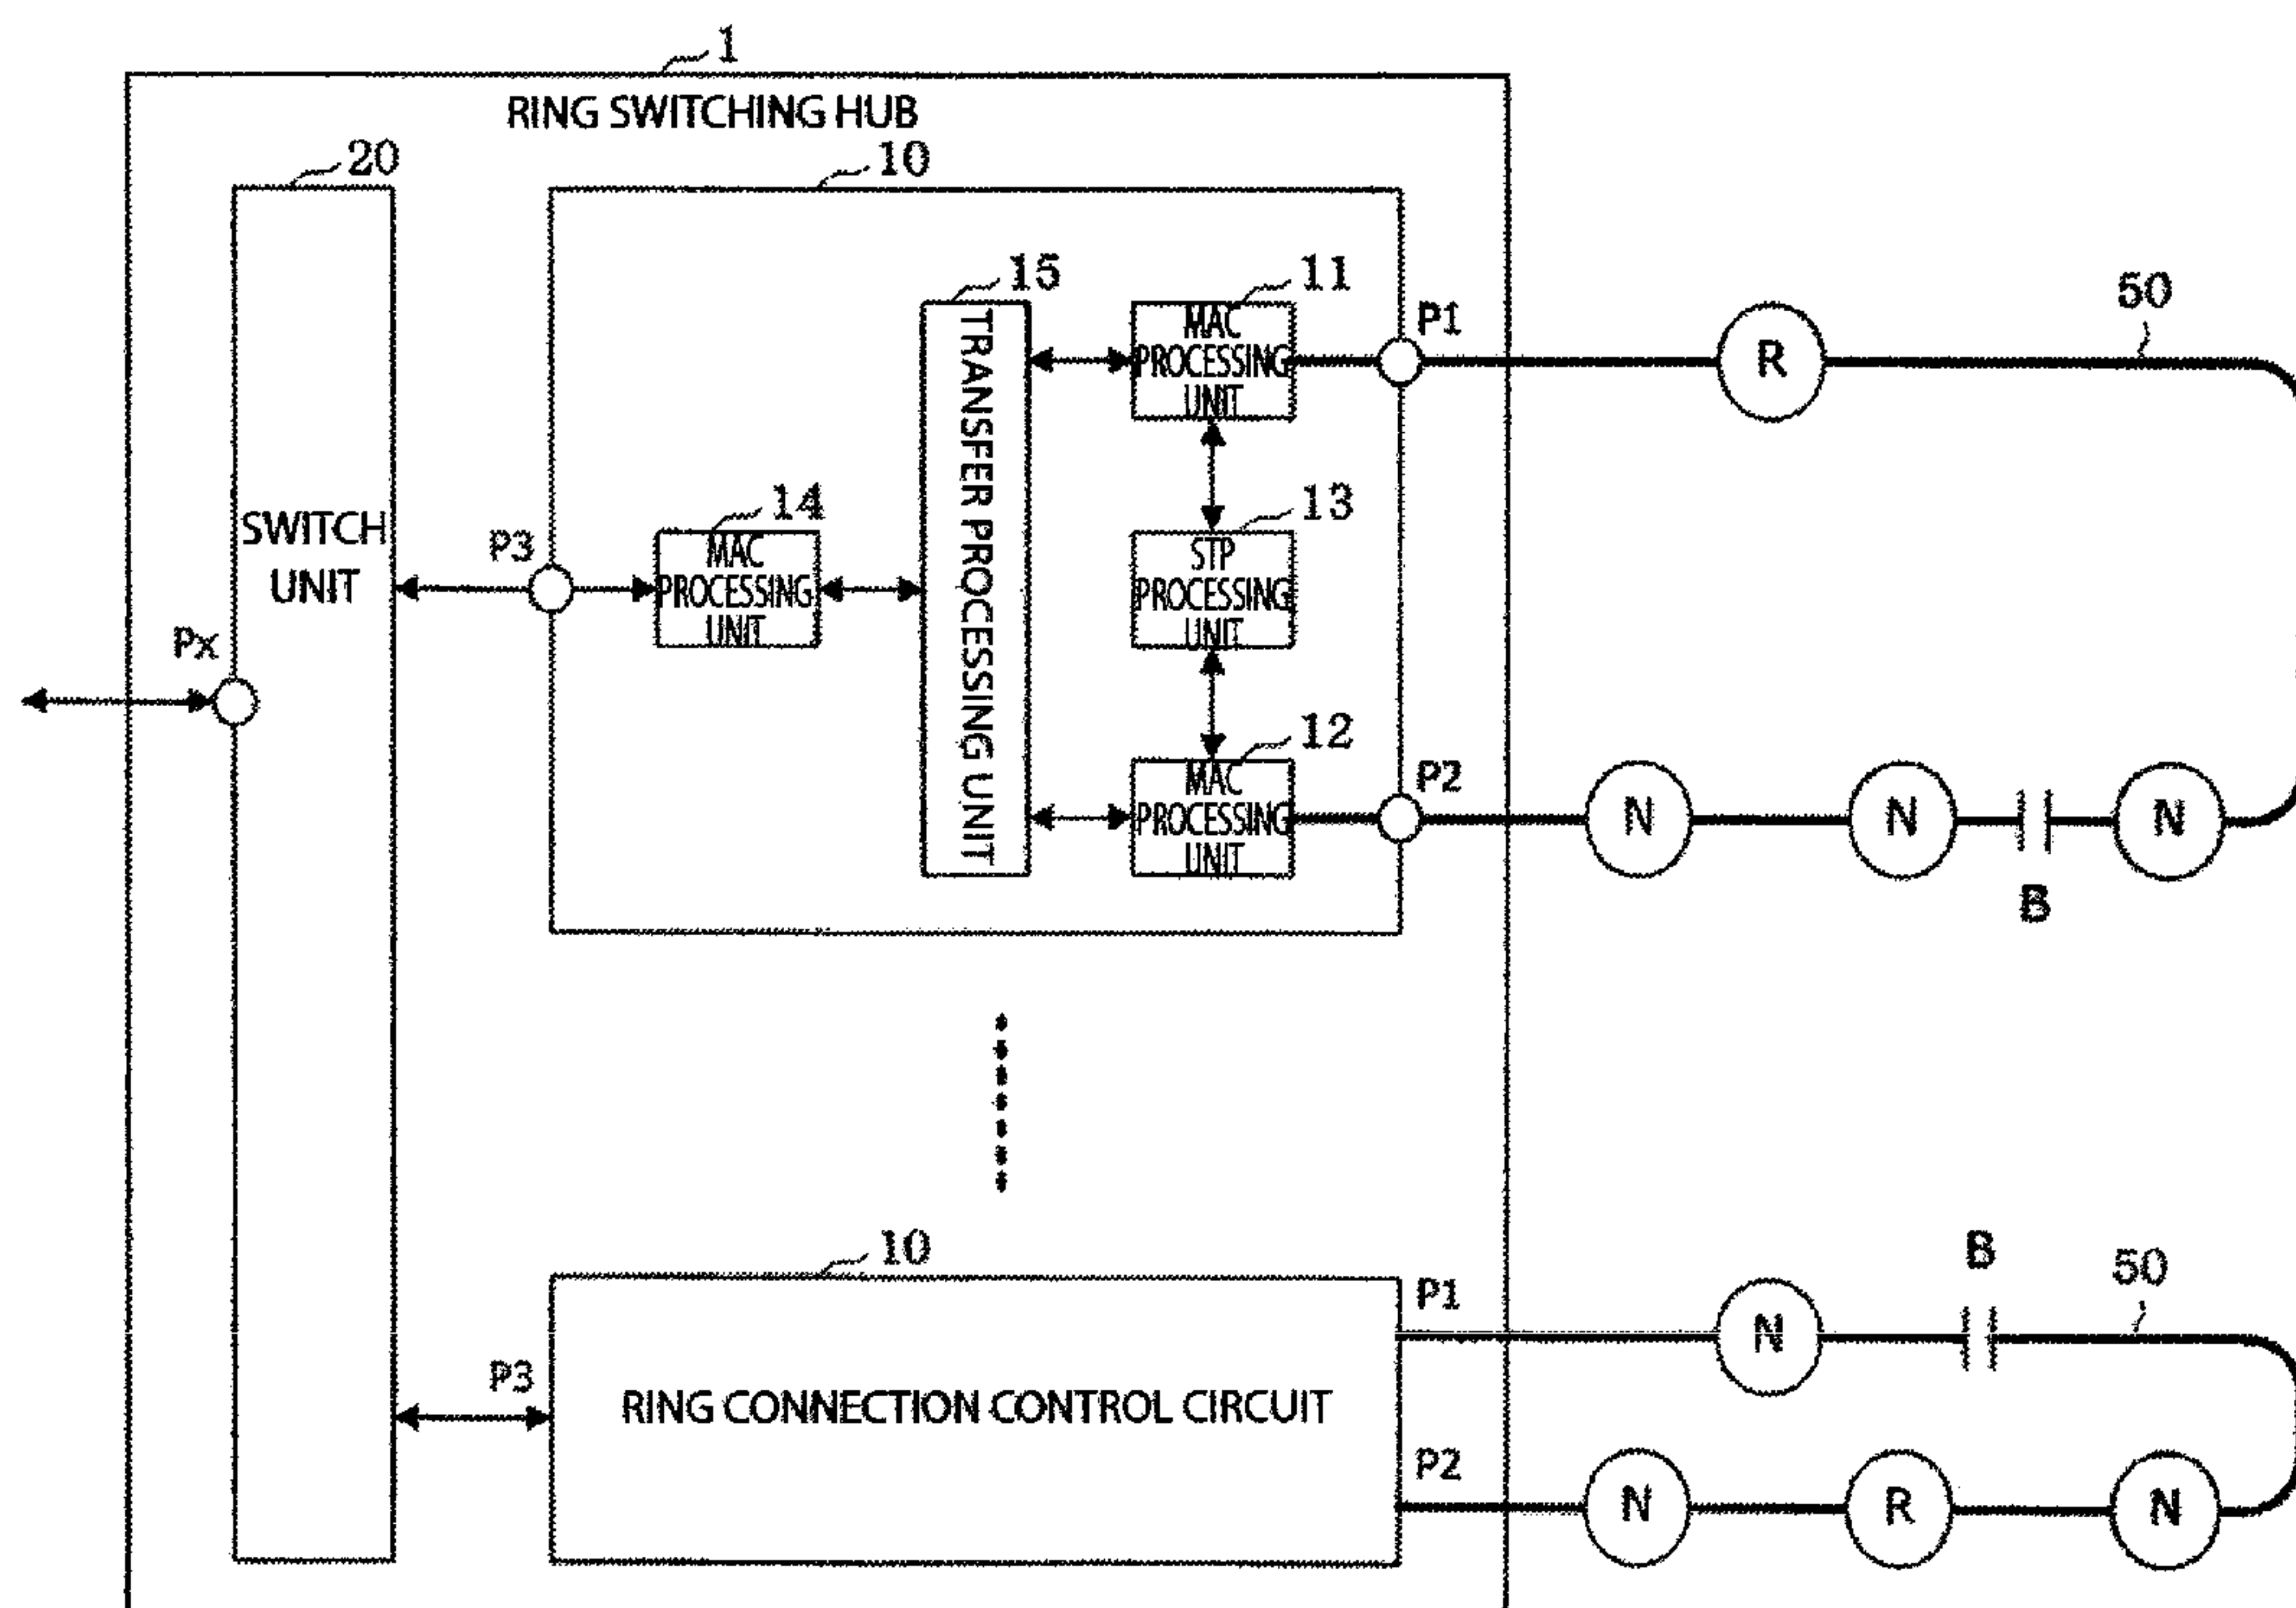 1
RING SWITCHING HUB
20
10
15
11
P1
50
MAC
PROCESSING
UNIT
R
TRANSFER PROCESSING UNIT
SWITCH
UNIT
P3
14
MAC
PROCESSING
UNIT
13
STP
PROCESSING
UNIT
Px
12
MAC
PROCESSING
UNIT
P2
N
N
N
B
10
P1
N
B
50
P3
RING CONNECTION CONTROL CIRCUIT
P2
N
R
N